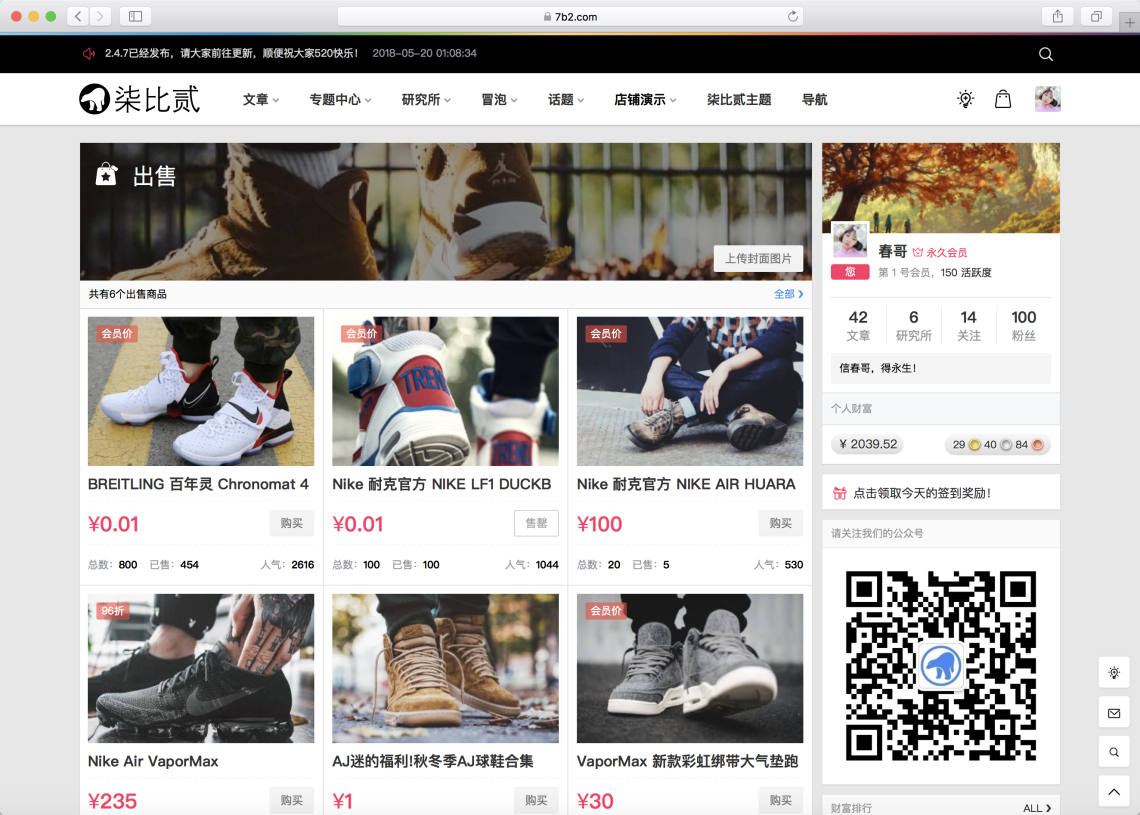 7b2.com
2.4.7已经发布，请大家前往更新，顺便祝大家520快乐！ 2018-05-20 01:08:34
柒比贰 文章 专题中心 研究所 冒泡 话题 店铺演示 柒比贰主题 导航
出售
上传封面图片
共有6个出售商品 全部
会员价
BREITLING 百年灵 Chronomat 4
¥0.01 购买
总数：800 已售：454 人气：2616
会员价
TREN
Nike 耐克官方 NIKE LF1 DUCKB
¥0.01 售罄
总数：100 已售：100 人气：1044
会员价
Nike 耐克官方 NIKE AIR HUARA
¥100 购买
总数：20 已售：5 人气：530
96折
Nike Air VaporMax
¥235 购买
AJ迷的福利!秋冬季AJ球鞋合集
¥1 购买
会员价
VaporMax 新款彩虹绑带大气垫跑
¥30 购买
春哥 永久会员
您 第 1 号会员，150 活跃度
42 6 14 100
文章 研究所 关注 粉丝
信春哥，得永生！
个人财富
¥ 2039.52 29 40 84
点击领取今天的签到奖励！
请关注我们的公众号
财富排行 ALL